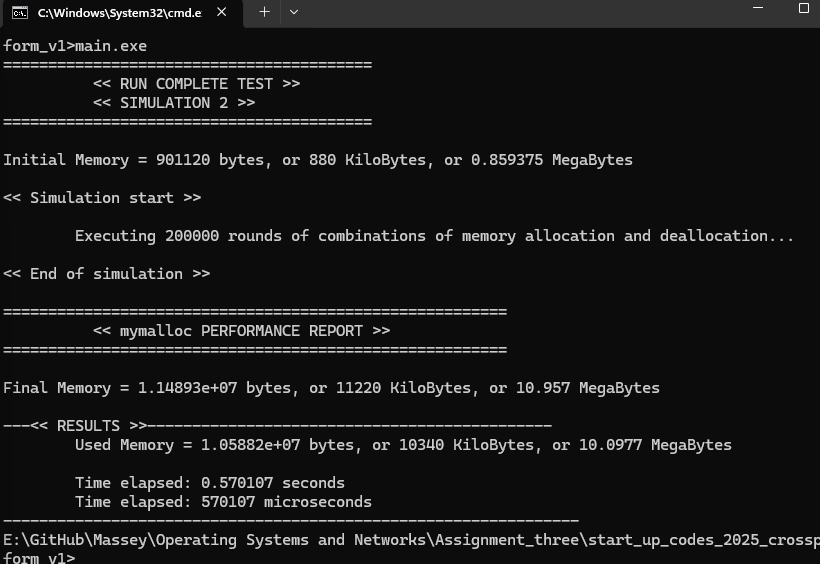 C:\Windows\System32\cmd.e
form_v1>main.exe
=========================================
<< RUN COMPLETE TEST >>
<< SIMULATION 2 >>
=========================================
Initial Memory = 901120 bytes, or 880 KiloBytes, or 0.859375 MegaBytes
<< Simulation start >>
Executing 200000 rounds of combinations of memory allocation and deallocation...
<< End of simulation >>
========================================================
<< mymalloc PERFORMANCE REPORT >>
========================================================
Final Memory = 1.14893e+07 bytes, or 11220 KiloBytes, or 10.957 MegaBytes
---<< RESULTS >>---------------------------------------------
Used Memory = 1.05882e+07 bytes, or 10340 KiloBytes, or 10.0977 MegaBytes
Time elapsed: 0.570107 seconds
Time elapsed: 570107 microseconds
----------------------------------------------------------------
E:\GitHub\Massey\Operating Systems and Networks\Assignment_three\start_up_codes_2025_crossp
form_v1>